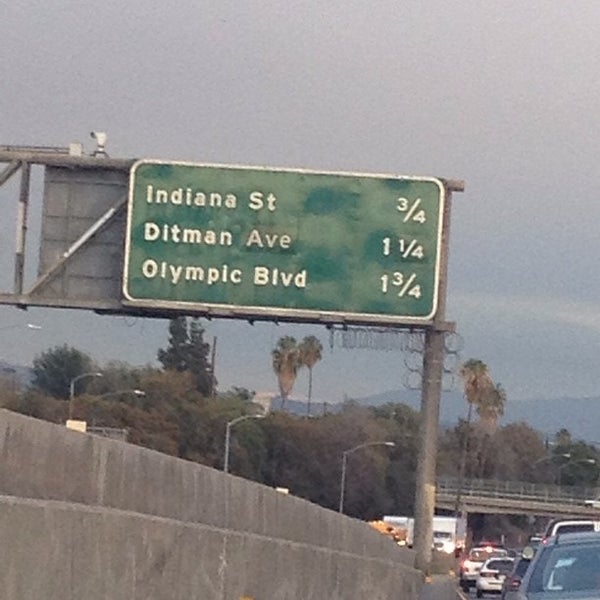 Indiana St 3/4
Ditman Ave 1 1/4
Olympic Blvd 1 3/4